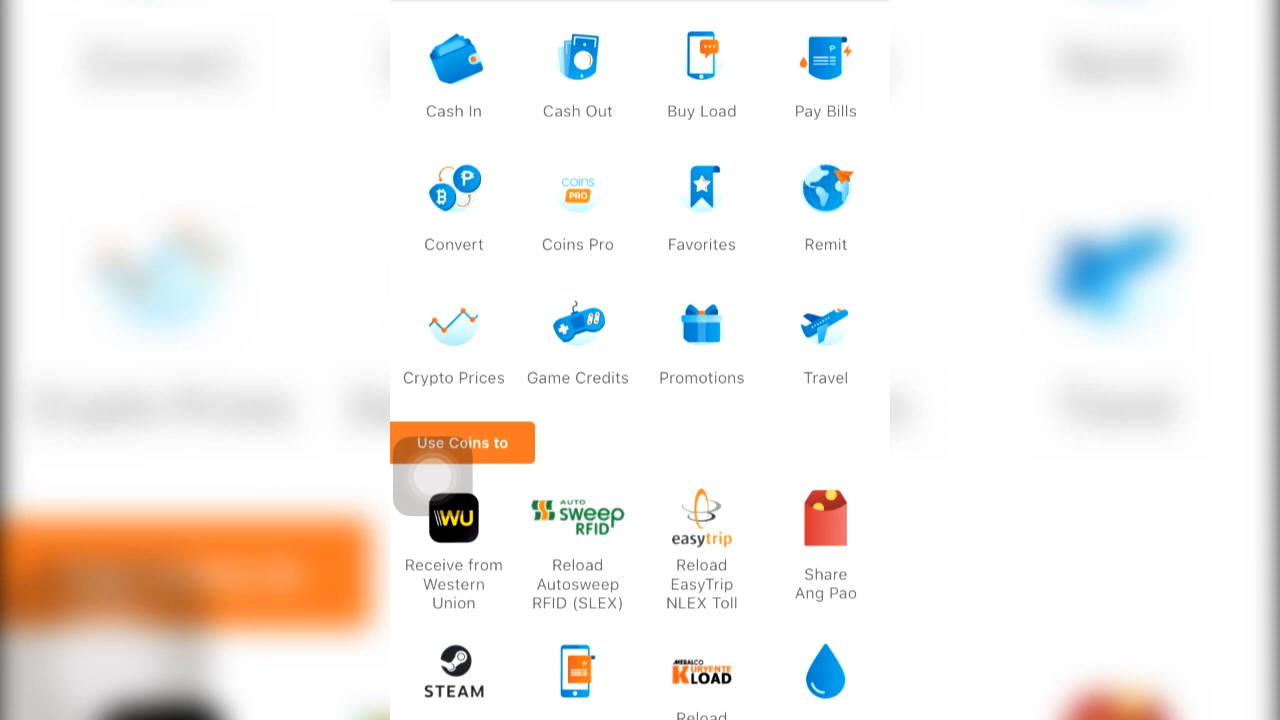 Cash In
Cash Out
Buy Load
Pay Bills
coins
PRO
Convert
Coins Pro
Favorites
Remit
Crypto Prices
Game Credits
Promotions
Travel
Use Coins to
WU
AUTO
sweep
RFID
easytrip
Receive from
Western
Union
Reload
Autosweep
RFID (SLEX)
Reload
EasyTrip
NLEX Toll
Share
Ang Pao
STEAM
MERALCO
KURYENTE
LOAD
Reload